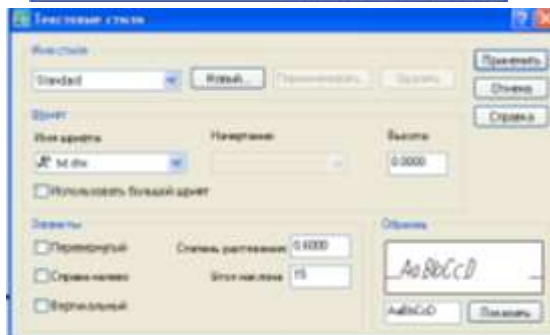 Текстовые стили
Имя стиля
Standard
Новый...
Переименовать...
Удалить
Применить
Отмена
Справка
Шрифт
Имя шрифта
Начертание
Высота
txt.shx
0.0000
Использовать большой шрифт
Эффекты
Перевернутый
Степень растяжения
0.6000
Справа налево
Угол наклона
15
Вертикальный
Образец
AaBbCcD
AaBbCcD
Показать